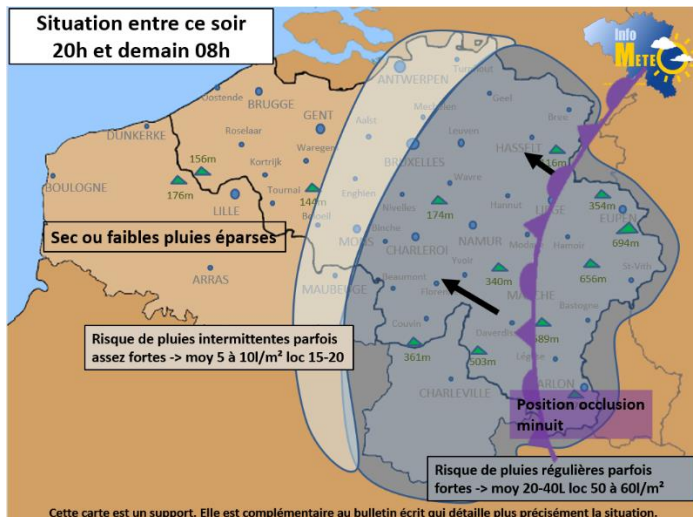 Situation entre ce soir
20h et demain 08h
Info
METEO
ANTWERPEN
Turnhout
Oostende
BRUGGE
Geel
Mechelen
GENT
Bree
DUNKERKE
Roselaar
Aalst
Leuven
Waregem
HASSELT
156m
Kortrijk
BRUXELLES
16m
BOULOGNE
176m
Tournai
144m
Enghien
Wavre
354m
LILLE
Nivelles
174m
Hannut
LIEGE
EUPEN
Beloeil
694m
Sec ou faibles pluies éparses
MONS
Binche
CHARLEROI
NAMUR
Modave
Hamoir
ARRAS
Yvoir
656m
St-Vith
MAUBEUGE
Beaumont
340m
Floren
MARCHE
Bastogne
Risque de pluies intermittentes parfois
assez fortes -> moy 5 à 10l/m² loc 15-20
Couvin
Daverdisse
589m
361m
503m
Léglise
CHARLEVILLE
ARLON
Position occlusion
minuit
Risque de pluies régulières parfois
fortes -> moy 20-40L loc 50 à 60l/m²
Cette carte est un support. Elle est complémentaire au bulletin écrit qui détaille plus précisément la situation.